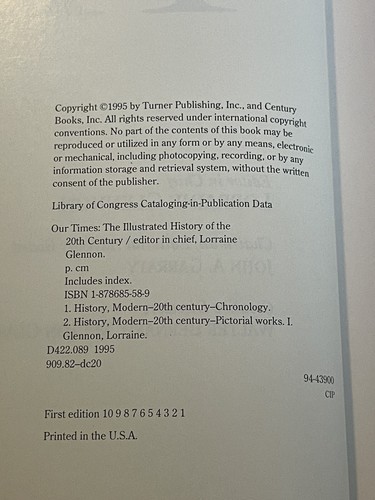 Copyright ©1995 by Turner Publishing, Inc., and Century
Books, Inc. All rights reserved under international copyright
conventions. No part of the contents of this book may be
reproduced or utilized in any form or by any means, electronic
or mechanical, including photocopying, recording, or by any
information storage and retrieval system, without the written
consent of the publisher.
Library of Congress Cataloging-in-Publication Data
Our Times: The Illustrated History of the
20th Century / editor in chief, Lorraine
Glennon.
p. cm
Includes index.
ISBN 1-878685-58-9
1. History, Modern–20th century–Chronology.
2. History, Modern–20th century–Pictorial works. I.
Glennon, Lorraine.
D422.089 1995
909.82–dc20
94-43900
CIP
First edition 10 9 8 7 6 5 4 3 2 1
Printed in the U.S.A.